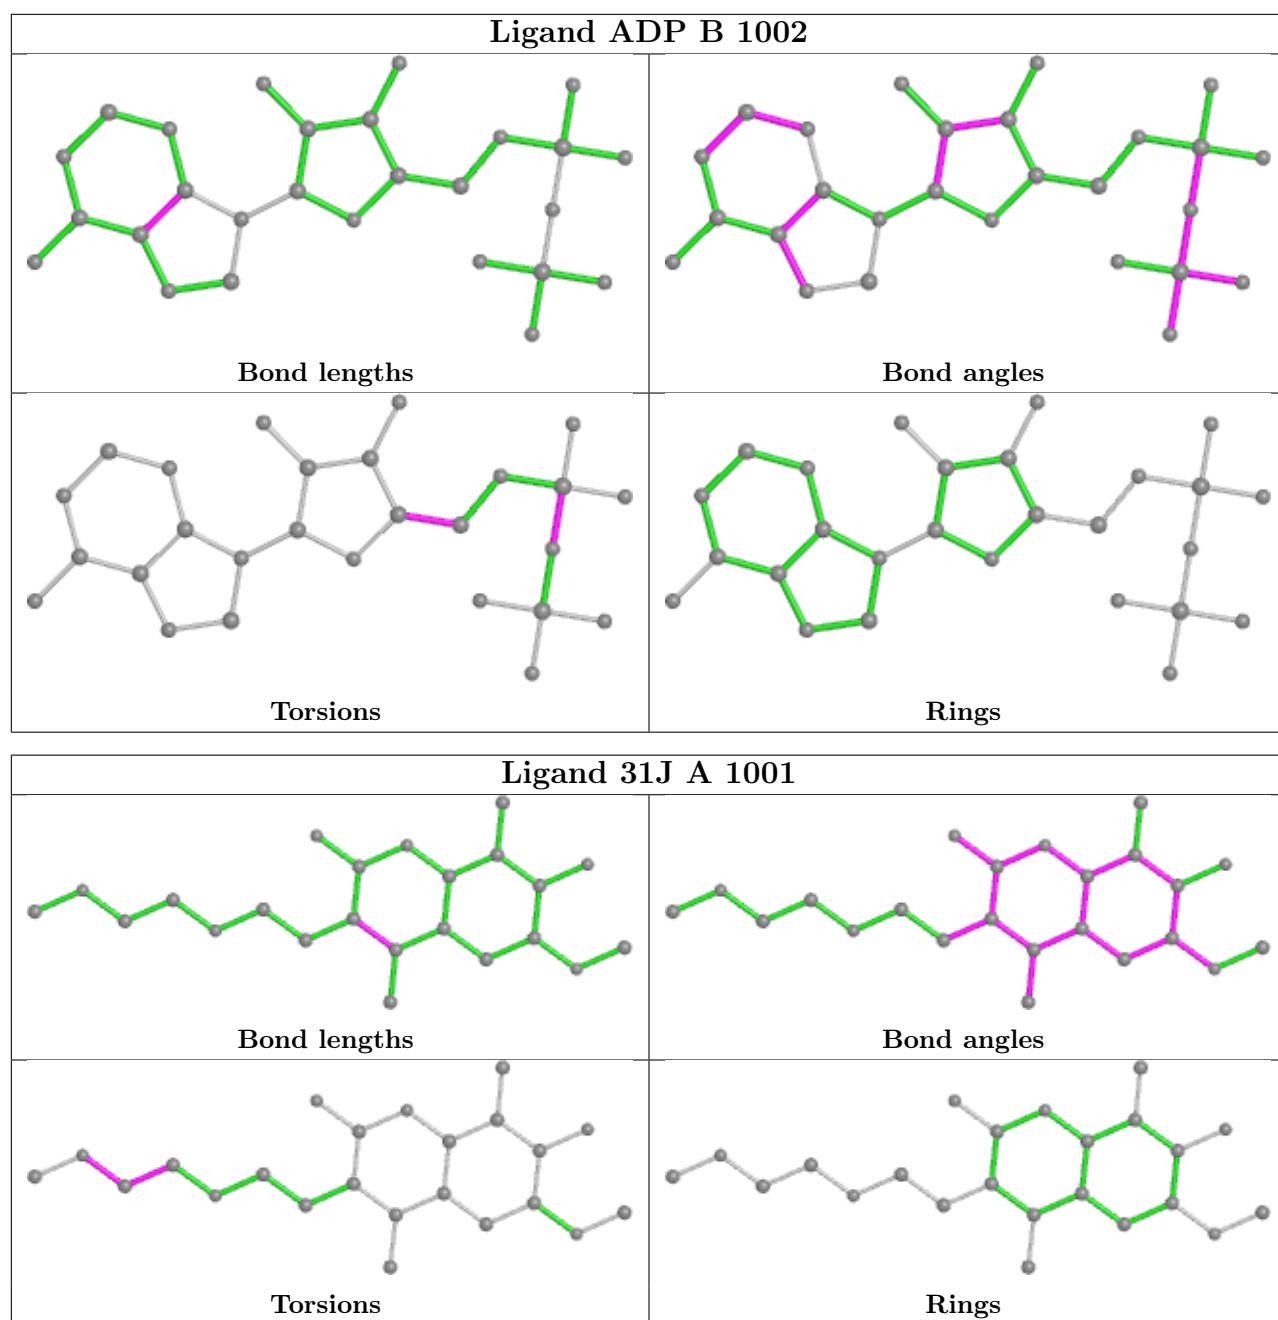 Ligand ADP B 1002
Bond lengths
Bond angles
Torsions
Rings
Ligand 31J A 1001
Bond lengths
Bond angles
Torsions
Rings